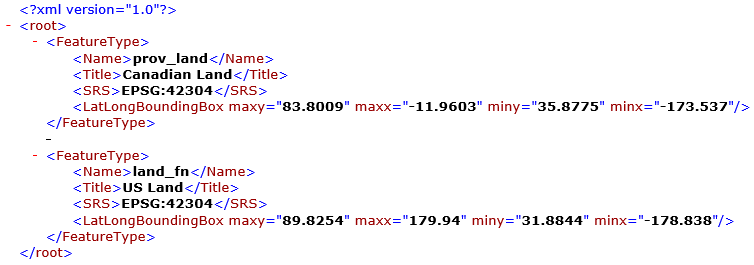 <?xml version="1.0"?>
- <root>
- <FeatureType>
<Name>prov_land</Name>
<Title>Canadian Land</Title>
<SRS>EPSG:42304</SRS>
<LatLongBoundingBox maxy="83.8009" maxx="-11.9603" miny="35.8775" minx="-173.537"/>
</FeatureType>
-
- <FeatureType>
<Name>land_fn</Name>
<Title>US Land</Title>
<SRS>EPSG:42304</SRS>
<LatLongBoundingBox maxy="89.8254" maxx="179.94" miny="31.8844" minx="-178.838"/>
</FeatureType>
</root>